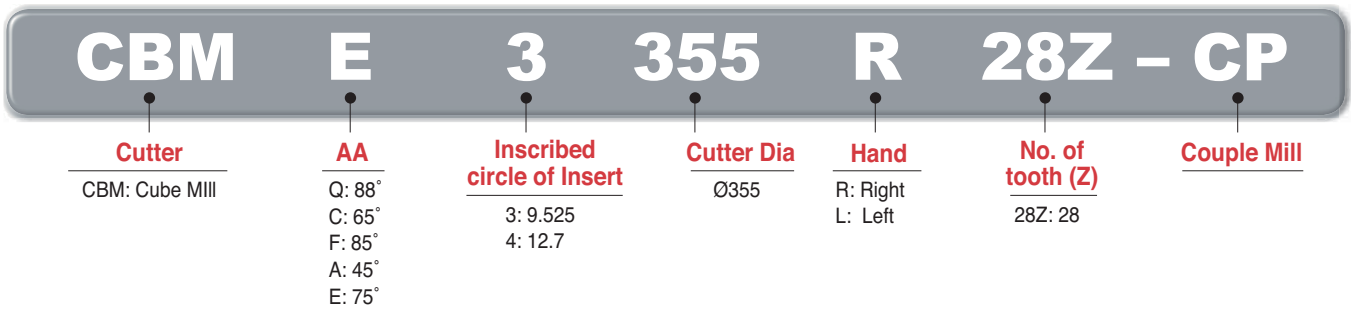 CBM E 3 355 R 28Z – CP
Cutter
CBM: Cube MIll
AA
Q: 88˚
C: 65˚
F: 85˚
A: 45˚
E: 75˚
Inscribed
circle of Insert
3: 9.525
4: 12.7
Cutter Dia
Ø355
Hand
R: Right
L: Left
No. of
tooth (Z)
28Z: 28
Couple Mill